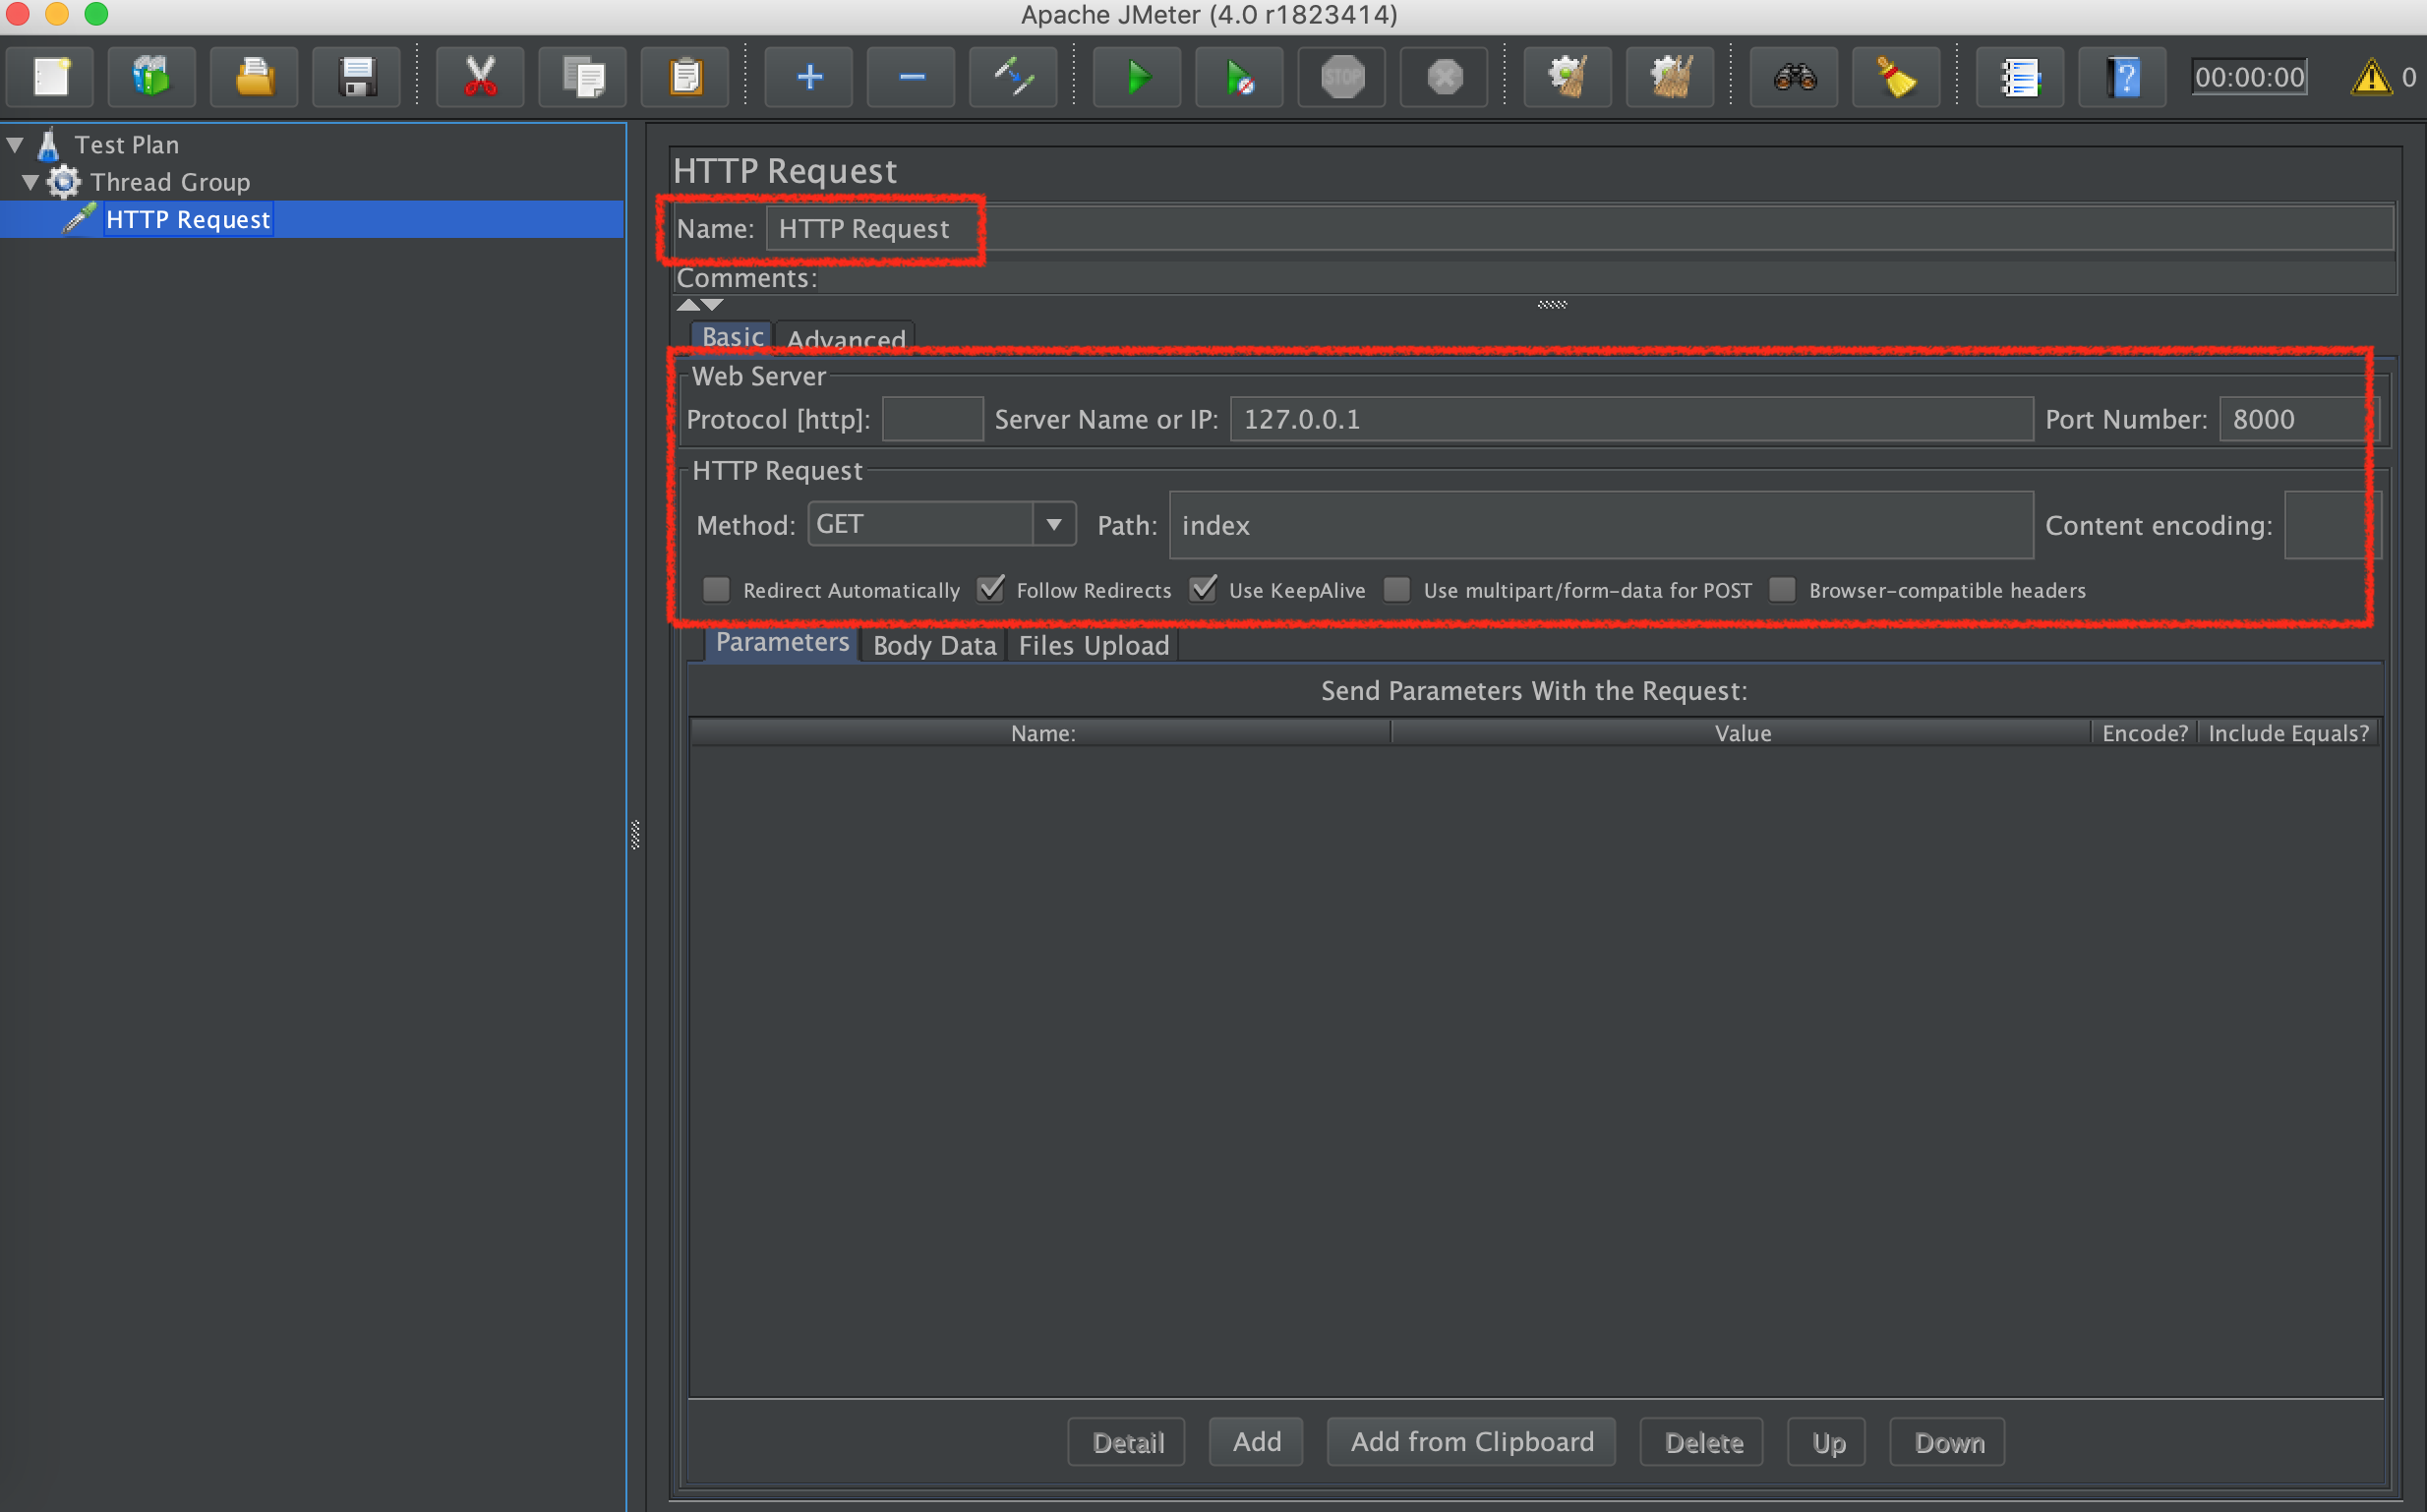 Apache JMeter (4.0 r1823414)
STOP
?
00:00:00
0
Test Plan
Thread Group
HTTP Request
HTTP Request
Name: HTTP Request
Comments:
Basic Advanced
Web Server
Protocol [http]: Server Name or IP: 127.0.0.1 Port Number: 8000
HTTP Request
Method: GET Path: index Content encoding:
Redirect Automatically Follow Redirects Use KeepAlive Use multipart/form-data for POST Browser-compatible headers
Parameters Body Data Files Upload
Send Parameters With the Request:
Name: Value Encode? Include Equals?
Detail Add Add from Clipboard Delete Up Down